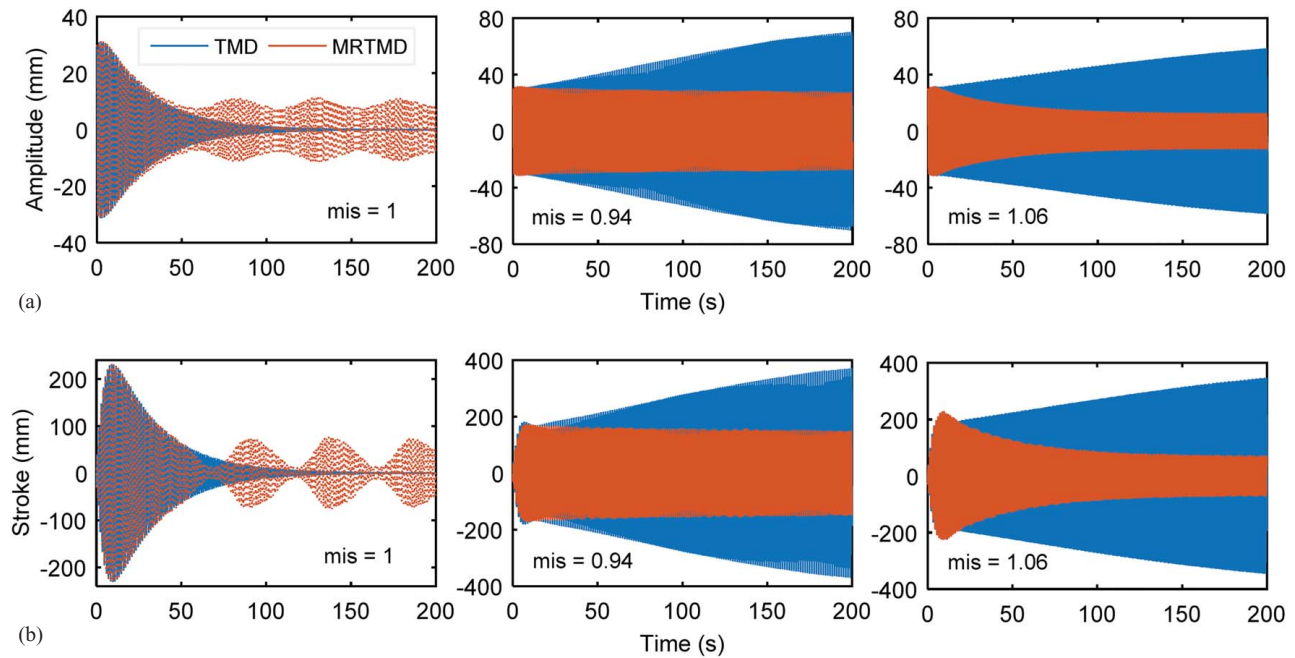 TMD MRTMD
Amplitude (mm)
40
20
0
-20
40
mis = 1
0 50 100 150 200
80
40
0
-40
-80
mis = 0.94
0 50 100 150 200
80
40
0
-40
-80
mis = 1.06
0 50 100 150 200
Time (s)
(a)
Stroke (mm)
200
100
0
-100
-200
mis = 1
0 50 100 150 200
400
200
0
-200
-400
mis = 0.94
0 50 100 150 200
400
200
0
-200
-400
mis = 1.06
0 50 100 150 200
Time (s)
(b)